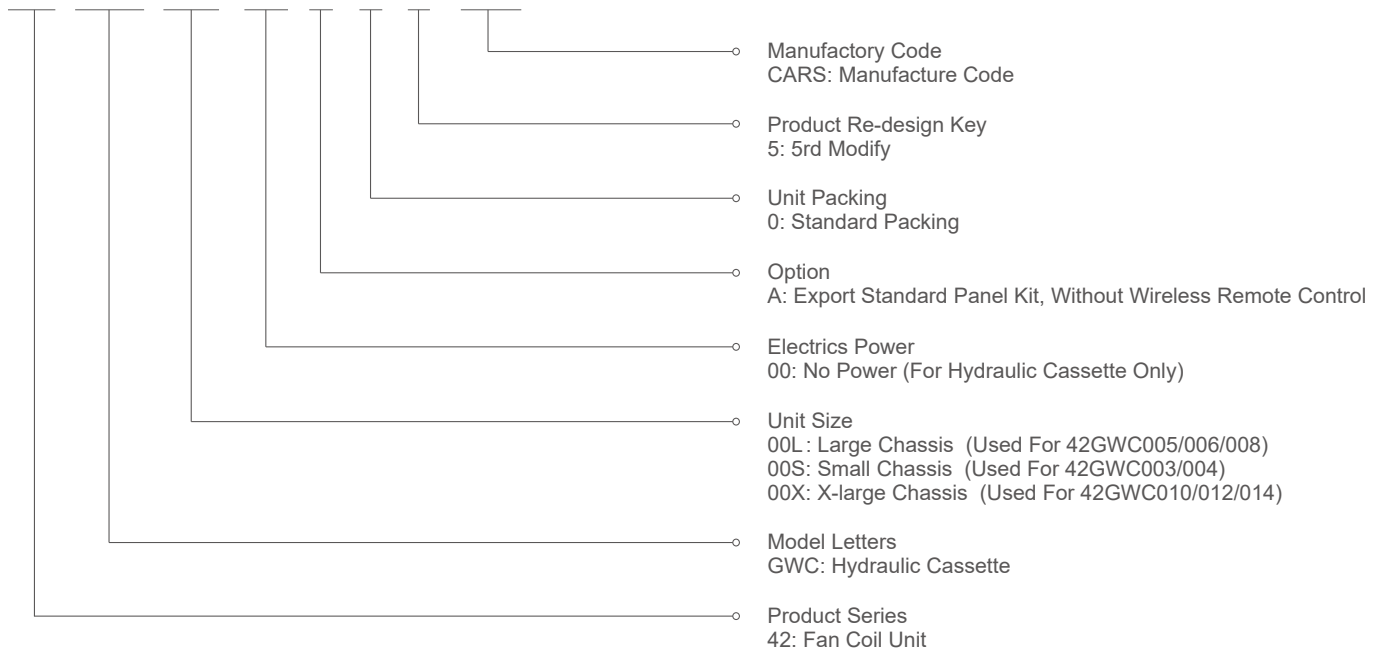 Manufactory Code
CARS: Manufacture Code
Product Re-design Key
5: 5rd Modify
Unit Packing
0: Standard Packing
Option
A: Export Standard Panel Kit, Without Wireless Remote Control
Electrics Power
00: No Power (For Hydraulic Cassette Only)
Unit Size
00L: Large Chassis (Used For 42GWC005/006/008)
00S: Small Chassis (Used For 42GWC003/004)
00X: X-large Chassis (Used For 42GWC010/012/014)
Model Letters
GWC: Hydraulic Cassette
Product Series
42: Fan Coil Unit